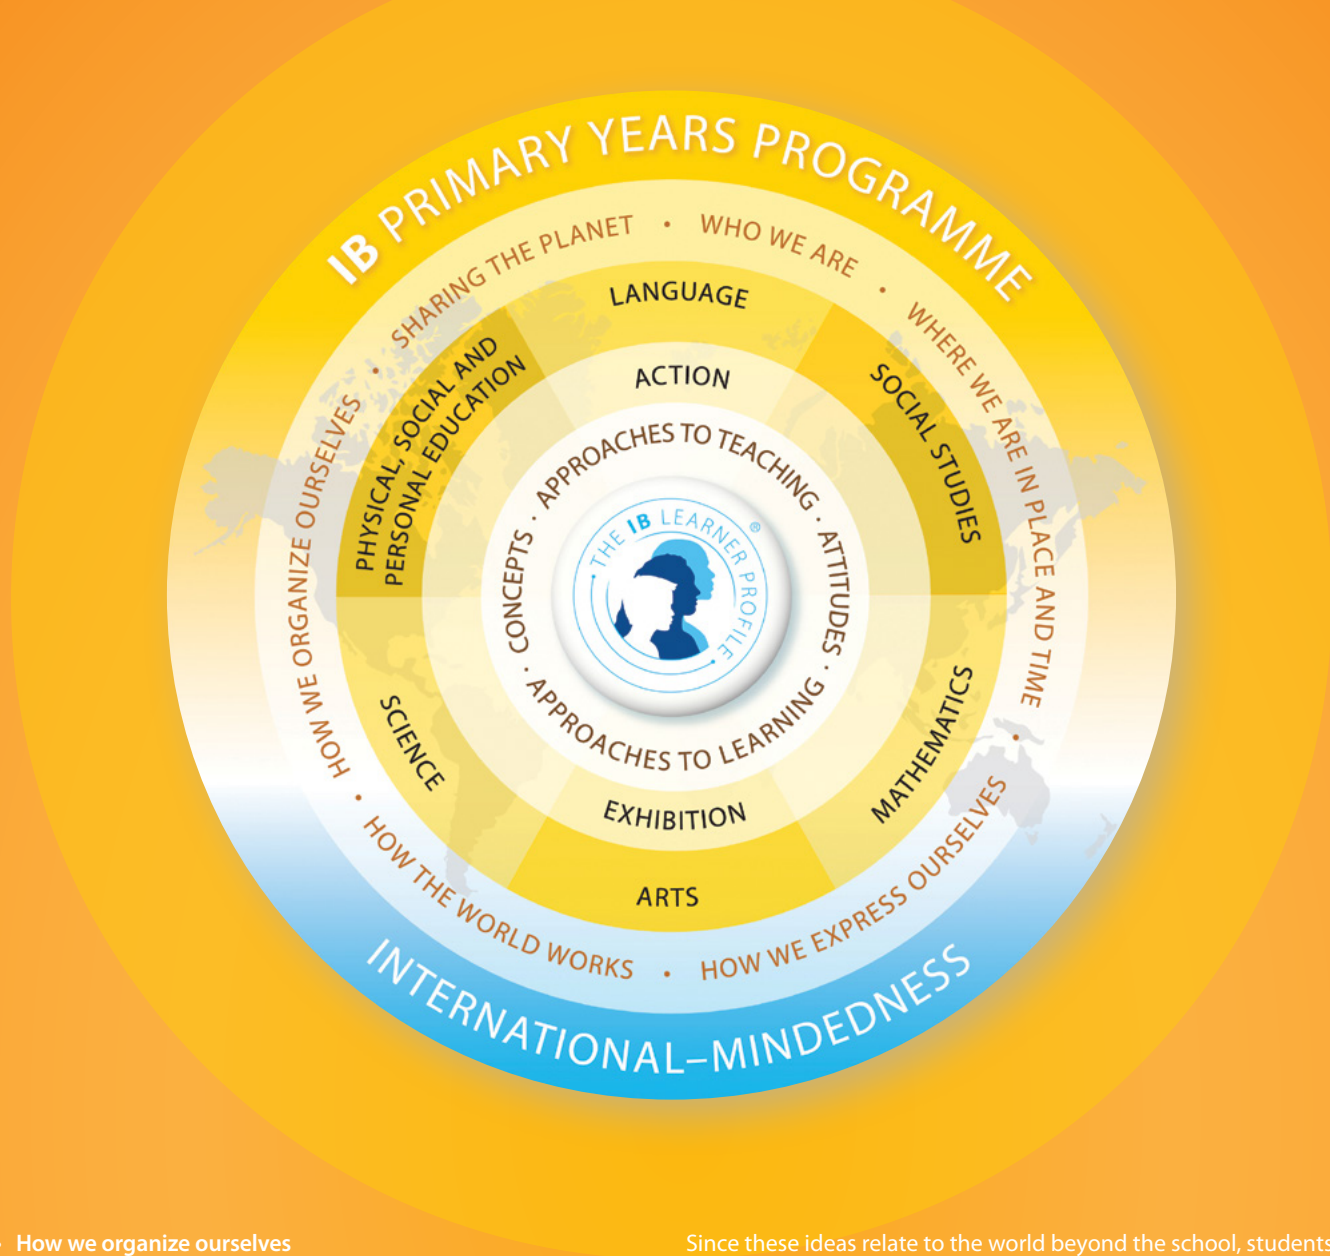 IB PRIMARY YEARS PROGRAMME
SHARING THE PLANET • WHO WE ARE • WHERE WE ARE IN PLACE AND TIME • HOW WE EXPRESS OURSELVES • HOW THE WORLD WORKS • HOW WE ORGANIZE OURSELVES •
LANGUAGE
SOCIAL STUDIES
MATHEMATICS
ARTS
SCIENCE
PHYSICAL, SOCIAL AND
PERSONAL EDUCATION
ACTION
EXHIBITION
APPROACHES TO TEACHING • ATTITUDES • APPROACHES TO LEARNING • CONCEPTS •
• THE IB LEARNER PROFILE • ®
INTERNATIONAL–MINDEDNESS
• How we organize ourselves
Since these ideas relate to the world beyond the school, students